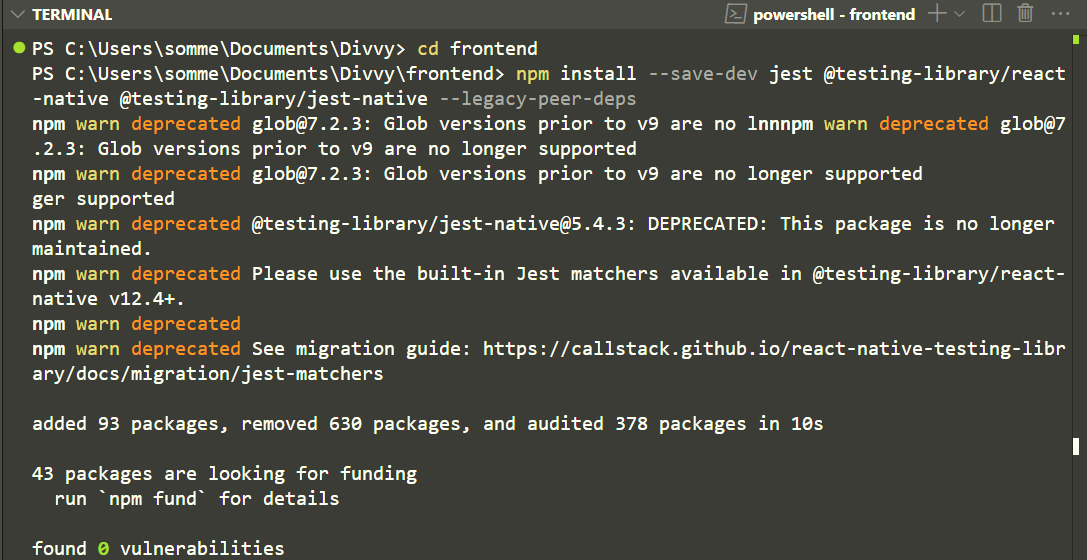 TERMINAL
powershell - frontend
PS C:\Users\somme\Documents\Divvy> cd frontend
PS C:\Users\somme\Documents\Divvy\frontend> npm install --save-dev jest @testing-library/react
-native @testing-library/jest-native --legacy-peer-deps
npm warn deprecated glob@7.2.3: Glob versions prior to v9 are no lnnnpm warn deprecated glob@7
.2.3: Glob versions prior to v9 are no longer supported
npm warn deprecated glob@7.2.3: Glob versions prior to v9 are no longer supported
ger supported
npm warn deprecated @testing-library/jest-native@5.4.3: DEPRECATED: This package is no longer
maintained.
npm warn deprecated Please use the built-in Jest matchers available in @testing-library/react-
native v12.4+.
npm warn deprecated
npm warn deprecated See migration guide: https://callstack.github.io/react-native-testing-libr
ary/docs/migration/jest-matchers
added 93 packages, removed 630 packages, and audited 378 packages in 10s
43 packages are looking for funding
  run `npm fund` for details
found 0 vulnerabilities